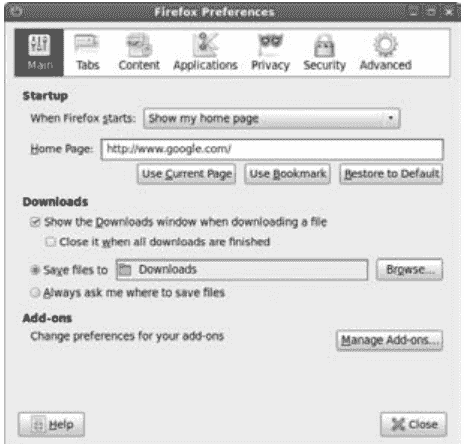 Firefox Preferences
Main Tabs Content Applications Privacy Security Advanced
Startup
When Firefox starts: Show my home page
Home Page: http://www.google.com/
Use Current Page Use Bookmark Restore to Default
Downloads
Show the Downloads window when downloading a file
Close it when all downloads are finished
Save files to Downloads Browse...
Always ask me where to save files
Add-ons
Change preferences for your add-ons Manage Add-ons...
Help Close